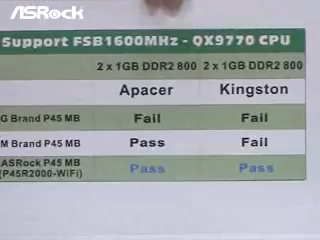 ASRock
Support FSB1600MHz - QX9770 CPU
2 x 1GB DDR2 800 2 x 1GB DDR2 800
Apacer Kingston
G Brand P45 MB Fail Fail
M Brand P45 MB Pass Fail
ASRock P45 MB Pass Pass
(P45R2000-WiFi)